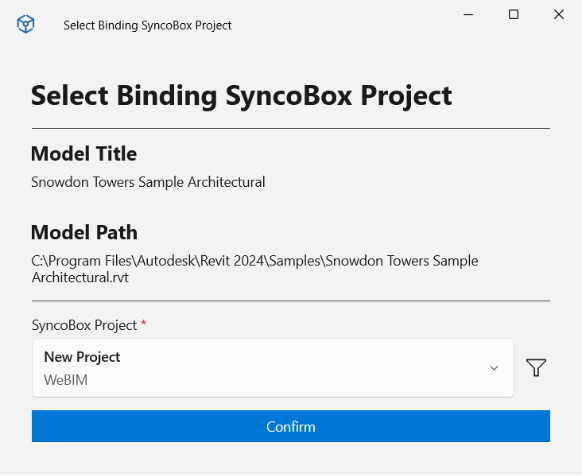 Select Binding SyncoBox Project
Select Binding SyncoBox Project
Model Title
Snowdon Towers Sample Architectural
Model Path
C:\Program Files\Autodesk\Revit 2024\Samples\Snowdon Towers Sample
Architectural.rvt
SyncoBox Project *
New Project
WeBIM
Confirm